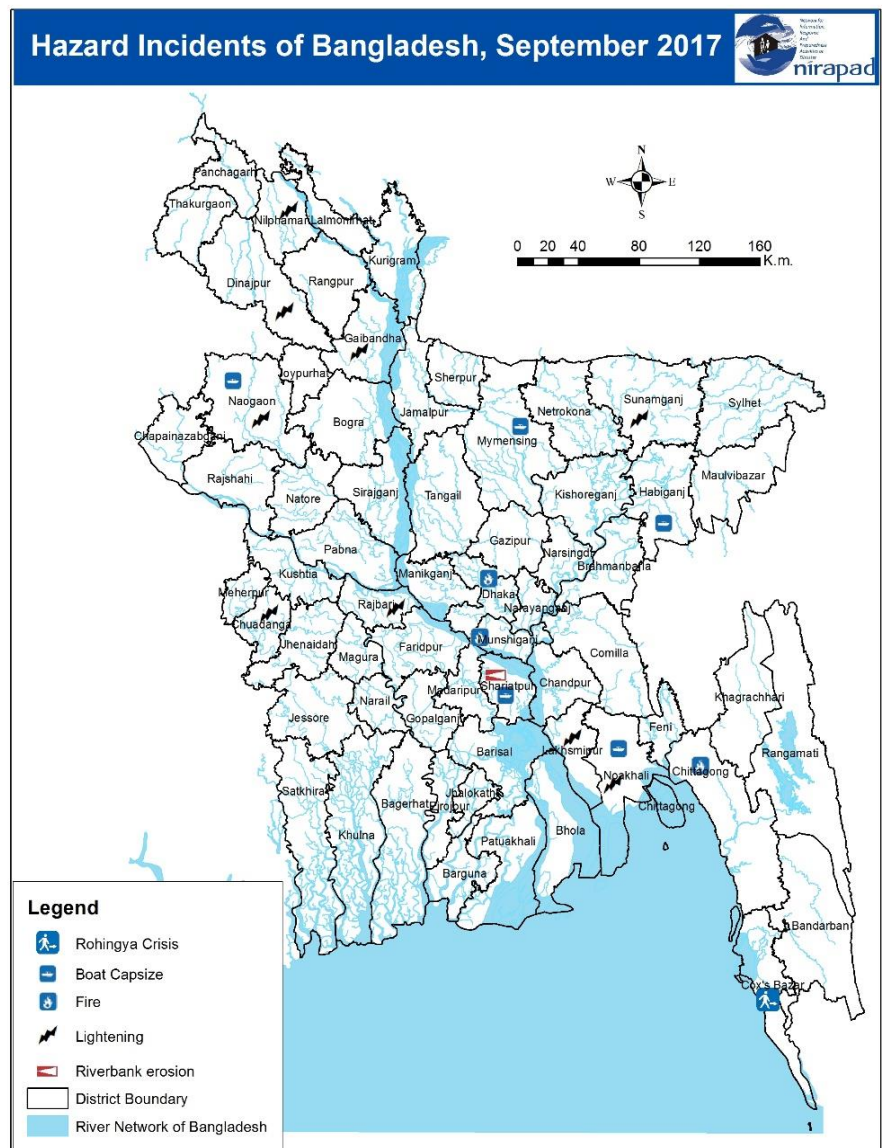 Hazard Incidents of Bangladesh, September 2017
nirapad
N
W E
S
0 20 40 80 120 160
K.m.
Panchagarh
Thakurgaon
Nilphamari
Lalmonirhat
Kurigram
Dinajpur
Rangpur
Gaibandha
Joypurhat
Sherpur
Naogaon
Bogra
Jamalpur
Netrokona
Sunamganj
Sylhet
Mymensing
Chapainazabganj
Rajshahi
Natore
Sirajganj
Tangail
Kishoreganj
Habiganj
Maulvibazar
Gazipur
Narsingdi
Pabna
Brahmanbaria
Kushtia
Manikganj
Dhaka
Meherpur
Rajbari
Narayanganj
Chuadanga
Munshiganj
Jhenaidah
Faridpur
Comilla
Magura
Shariatpur
Chandpur
Madaripur
Khagrachhari
Narail
Gopalganj
Jessore
Feni
Barisal
Lakhsmipur
Rangamati
Noakhali
Chittagong
Satkhira
Jhalokathi
Bagerhat
Pirojpur
Chittagong
Khulna
Bhola
Patuakhali
Barguna
Bandarban
Cox's Bazar
Legend
Rohingya Crisis
Boat Capsize
Fire
Lightening
Riverbank erosion
District Boundary
River Network of Bangladesh
1